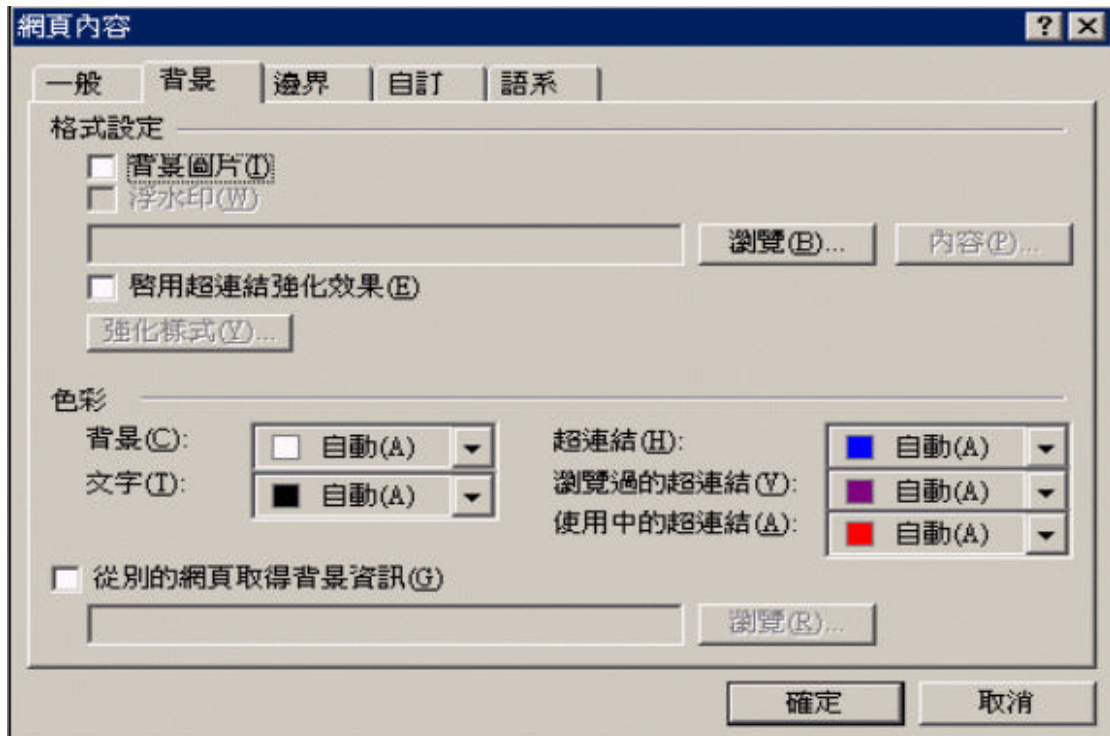 網頁內容
一般 背景 邊界 自訂 語系
格式設定
背景圖片(I)
浮水印(W)
瀏覽(B)... 內容(P)...
啓用超連結強化效果(E)
強化樣式(Y)...
色彩
背景(C): 自動(A) 超連結(H): 自動(A)
文字(T): 自動(A) 瀏覽過的超連結(V): 自動(A)
使用中的超連結(A): 自動(A)
從別的網頁取得背景資訊(G)
瀏覽(R)...
確定 取消